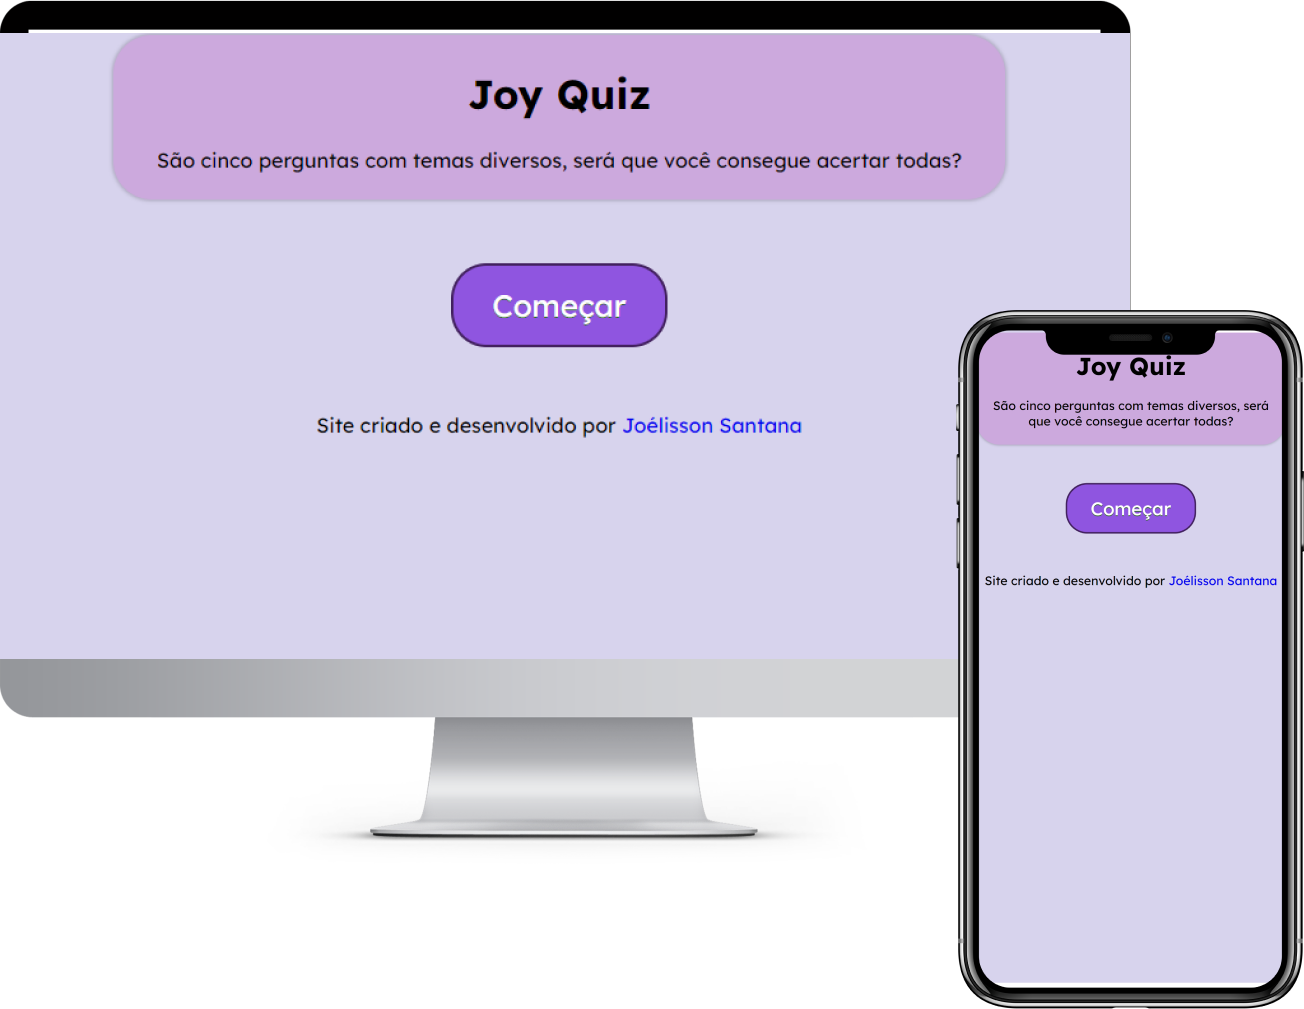 Joy Quiz
São cinco perguntas com temas diversos, será que você consegue acertar todas?
Começar
Site criado e desenvolvido por Joélisson Santana
Joy Quiz
São cinco perguntas com temas diversos, será
que você consegue acertar todas?
Começar
Site criado e desenvolvido por Joélisson Santana